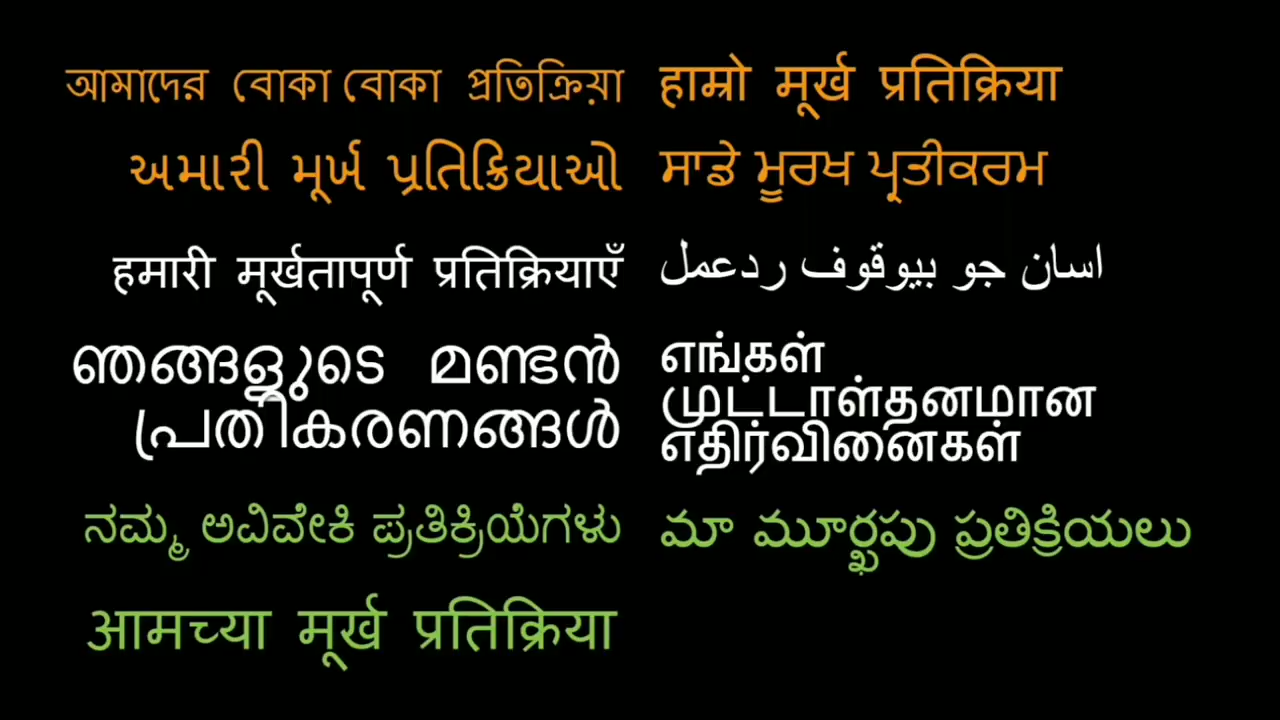 আমাদের বোকা বোকা প্রতিক্রিয়া
हाम्रो मूर्ख प्रतिक्रिया
અમારી મૂર્ખ પ્રતિક્રિયાઓ
ਸਾਡੇ ਮੂਰਖ ਪ੍ਰਤੀਕਰਮ
हमारी मूर्खतापूर्ण प्रतिक्रियाएँ
اسان جو بيوقوف ردعمل
ഞങ്ങളുടെ മണ്ടൻ
പ്രതികരണങ്ങൾ
எங்கள்
முட்டாள்தனமான
எதிர்வினைகள்
ನಮ್ಮ ಅವಿವೇಕಿ ಪ್ರತಿಕ್ರಿಯೆಗಳು
మా మూర్ఖపు ప్రతిక్రియలు
आमच्या मूर्ख प्रतिक्रिया